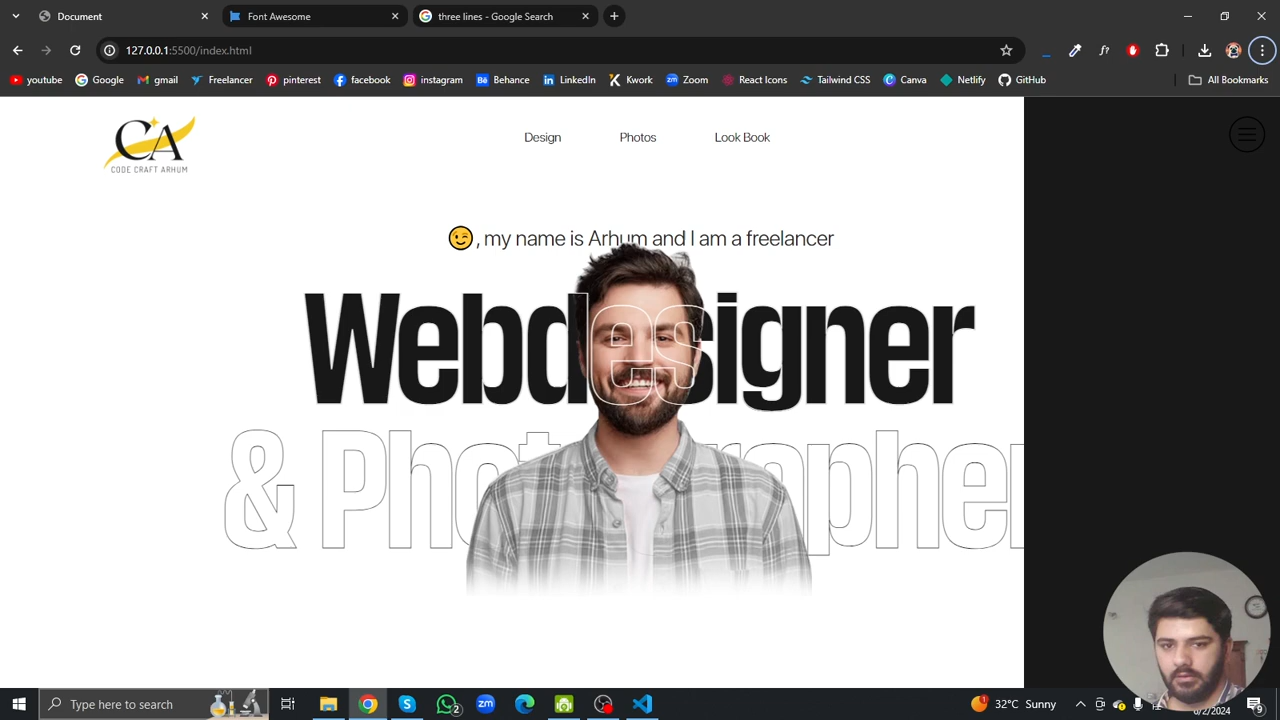 Document
Font Awesome
three lines - Google Search
127.0.0.1:5500/index.html
youtube
Google
gmail
Freelancer
pinterest
facebook
instagram
Behance
LinkedIn
Kwork
Zoom
React Icons
Tailwind CSS
Canva
Netlify
GitHub
All Bookmarks
CA
CODE CRAFT ARHUM
Design
Photos
Look Book
, my name is Arhum and I am a freelancer
Webdesigner
Type here to search
32°C Sunny